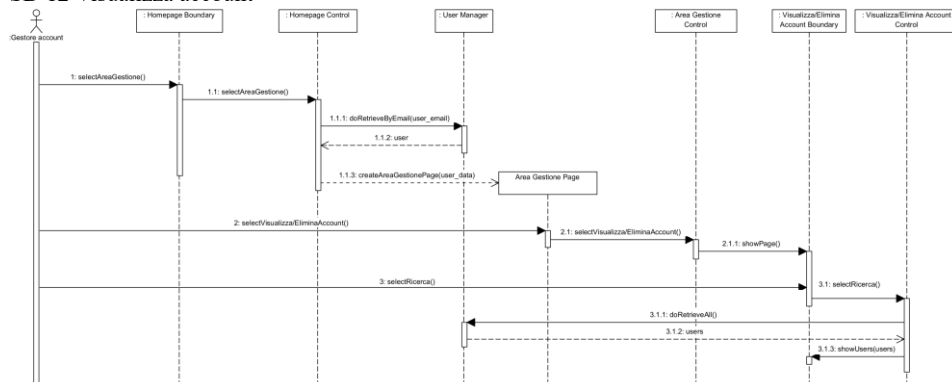 SD 12 Visualizza account
: Homepage Boundary
: Homepage Control
: User Manager
: Area Gestione
Control
: Visualizza/Elimina
Account Boundary
: Visualizza/Elimina Account
Control
:Gestore account
1: selectAreaGestione()
1.1: selectAreaGestione()
1.1.1: doRetrieveByEmail(user_email)
1.1.2: user
1.1.3: createAreaGestionePage(user_data)
Area Gestione Page
2: selectVisualizza/EliminaAccount()
2.1: selectVisualizza/EliminaAccount()
2.1.1: showPage()
3: selectRicerca()
3.1: selectRicerca()
3.1.1: doRetrieveAll()
3.1.2: users
3.1.3: showUsers(users)